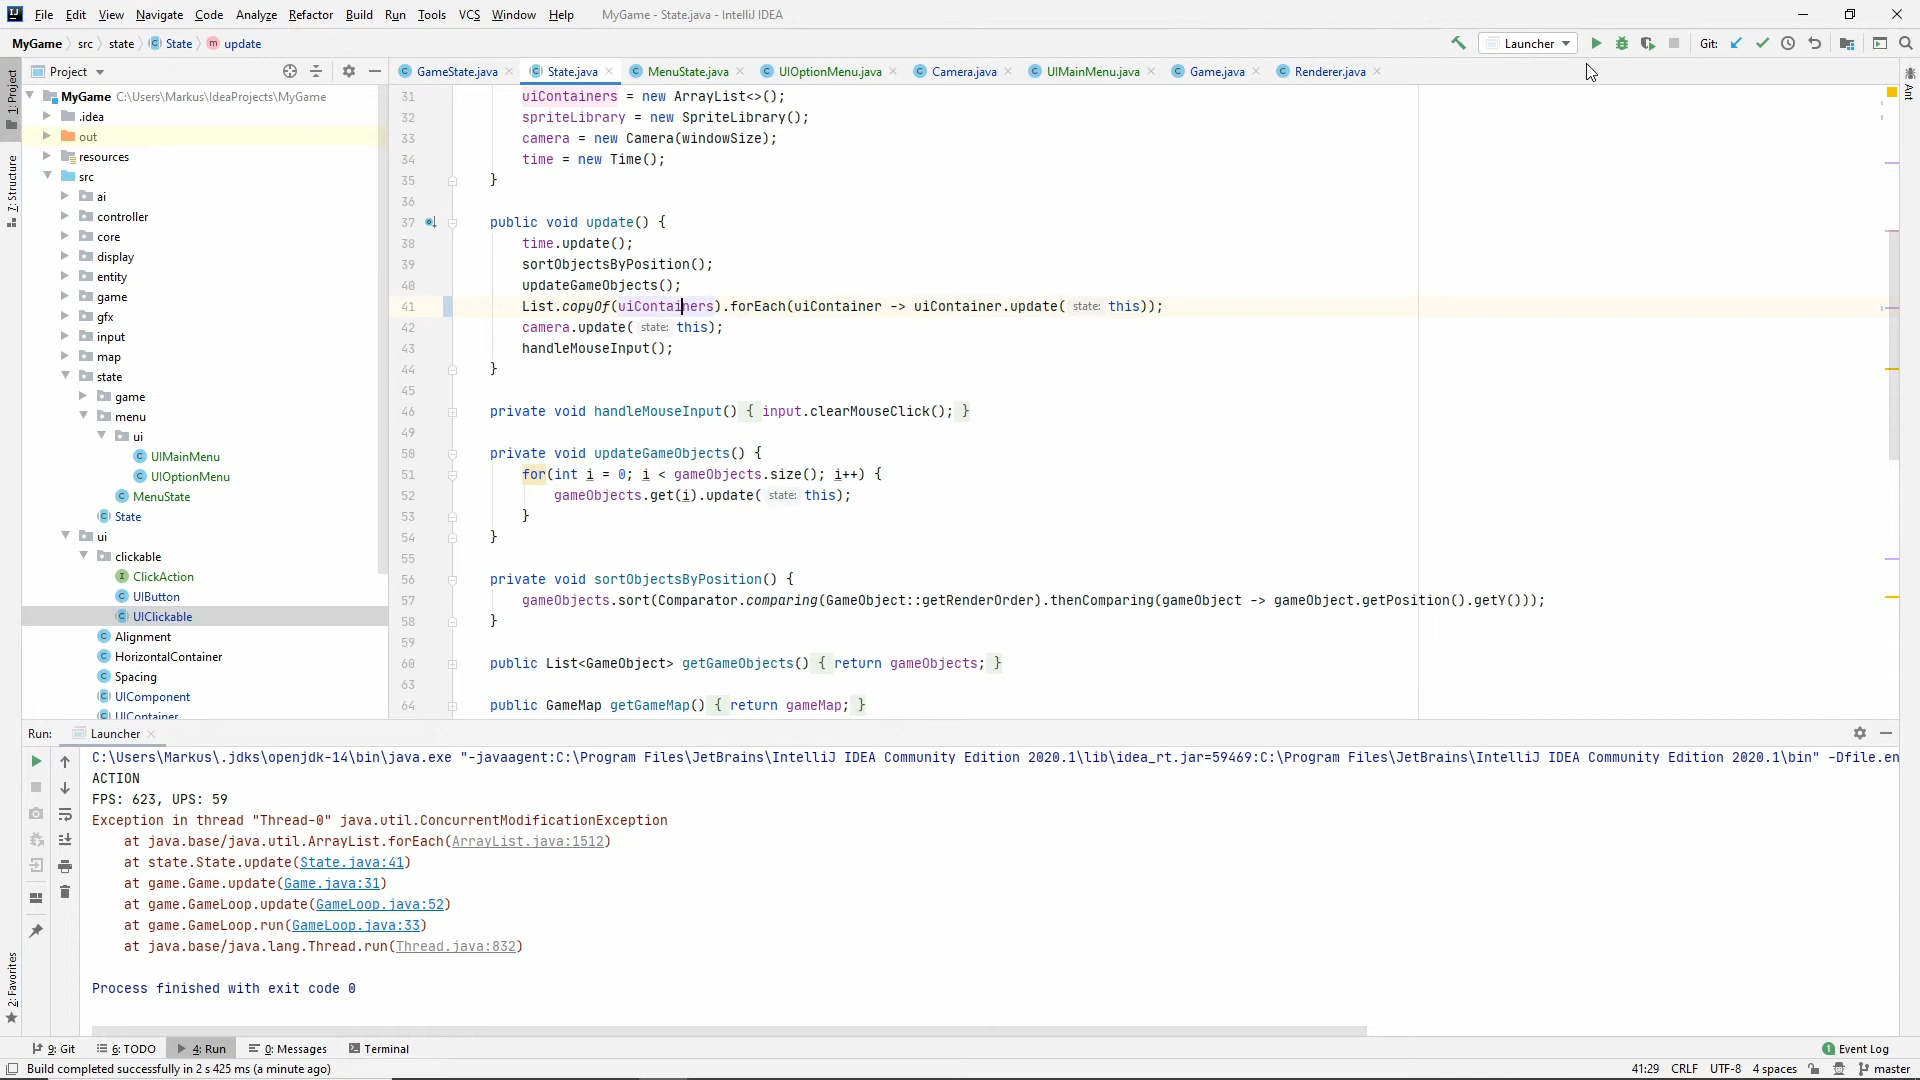 File Edit View Navigate Code Analyze Refactor Build Run Tools VCS Window Help MyGame - State.java - IntelliJ IDEA
MyGame src state State update
Launcher
Git:
Project
GameState.java State.java MenuState.java UIOptionMenu.java Camera.java UIMainMenu.java Game.java Renderer.java
Ant
1: Project
7: Structure
2: Favorites
MyGame C:\Users\Markus\IdeaProjects\MyGame
.idea
out
resources
src
ai
controller
core
display
entity
game
gfx
input
map
state
game
menu
ui
UIMainMenu
UIOptionMenu
MenuState
State
ui
clickable
ClickAction
UIButton
UIClickable
Alignment
HorizontalContainer
Spacing
UIComponent
UIContainer
31 uiContainers = new ArrayList<>();
32 spriteLibrary = new SpriteLibrary();
33 camera = new Camera(windowSize);
34 time = new Time();
35 }
36
37 public void update() {
38 time.update();
39 sortObjectsByPosition();
40 updateGameObjects();
41 List.copyOf(uiContainers).forEach(uiContainer -> uiContainer.update( state: this));
42 camera.update( state: this);
43 handleMouseInput();
44 }
45
46 private void handleMouseInput() { input.clearMouseClick(); }
49
50 private void updateGameObjects() {
51 for(int i = 0; i < gameObjects.size(); i++) {
52 gameObjects.get(i).update( state: this);
53 }
54 }
55
56 private void sortObjectsByPosition() {
57 gameObjects.sort(Comparator.comparing(GameObject::getRenderOrder).thenComparing(gameObject -> gameObject.getPosition().getY()));
58 }
59
60 public List<GameObject> getGameObjects() { return gameObjects; }
63
64 public GameMap getGameMap() { return gameMap; }
Run: Launcher
C:\Users\Markus\.jdks\openjdk-14\bin\java.exe "-javaagent:C:\Program Files\JetBrains\IntelliJ IDEA Community Edition 2020.1\lib\idea_rt.jar=59469:C:\Program Files\JetBrains\IntelliJ IDEA Community Edition 2020.1\bin" -Dfile.en
ACTION
FPS: 623, UPS: 59
Exception in thread "Thread-0" java.util.ConcurrentModificationException
at java.base/java.util.ArrayList.forEach(ArrayList.java:1512)
at state.State.update(State.java:41)
at game.Game.update(Game.java:31)
at game.GameLoop.update(GameLoop.java:52)
at game.GameLoop.run(GameLoop.java:33)
at java.base/java.lang.Thread.run(Thread.java:832)
Process finished with exit code 0
9: Git 6: TODO 4: Run 0: Messages Terminal 1 Event Log
Build completed successfully in 2 s 425 ms (a minute ago) 41:29 CRLF UTF-8 4 spaces master